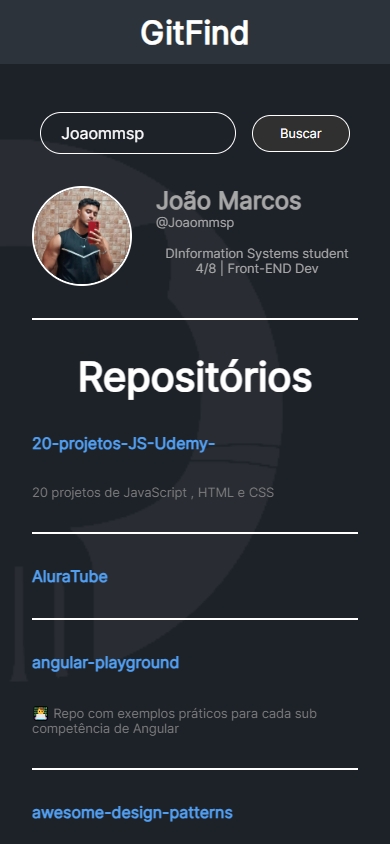 GitFind
Joaommsp
Buscar
João Marcos
@Joaommsp
DInformation Systems student
4/8 | Front-END Dev
Repositórios
20-projetos-JS-Udemy-
20 projetos de JavaScript , HTML e CSS
AluraTube
angular-playground
👨‍🏫 Repo com exemplos práticos para cada sub
competência de Angular
awesome-design-patterns